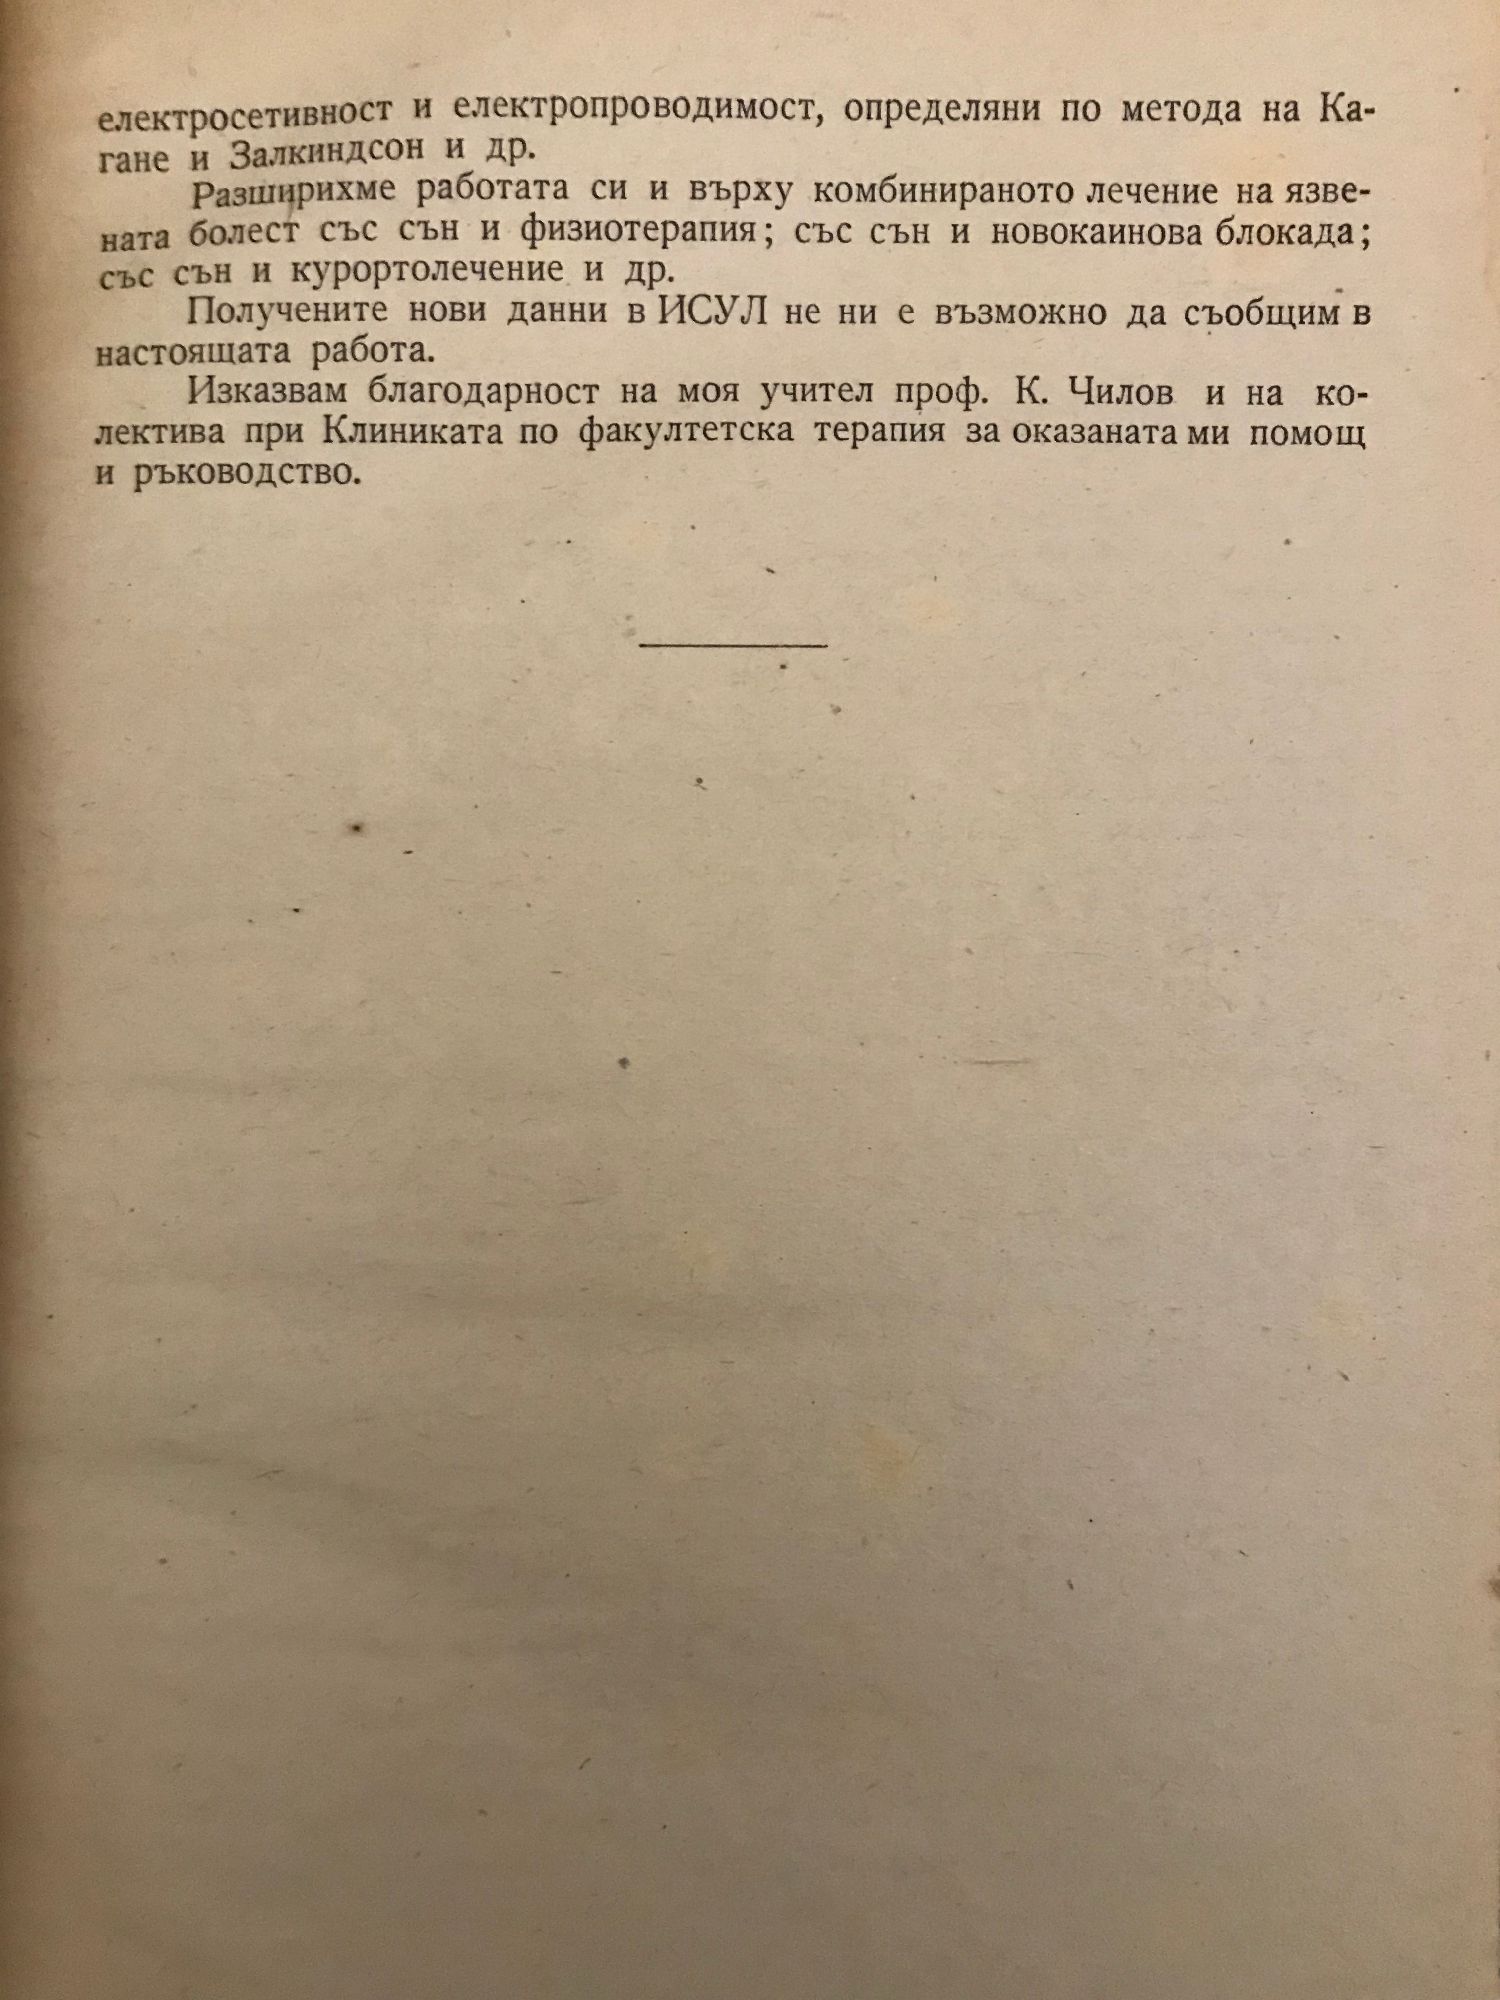 електросетивност и електропроводимост, определяни по метода на Ка-
гане и Залкиндсон и др.
Разширихме работата си и върху комбинираното лечение на язве-
ната болест със сън и физиотерапия; със сън и новокаинова блокада;
със сън и курортолечение и др.
Получените нови данни в ИСУЛ не ни е възможно да съобщим в
настоящата работа.
Изказвам благодарност на моя учител проф. К. Чилов и на ко-
лектива при Клиниката по факултетска терапия за оказаната ми помощ
и ръководство.